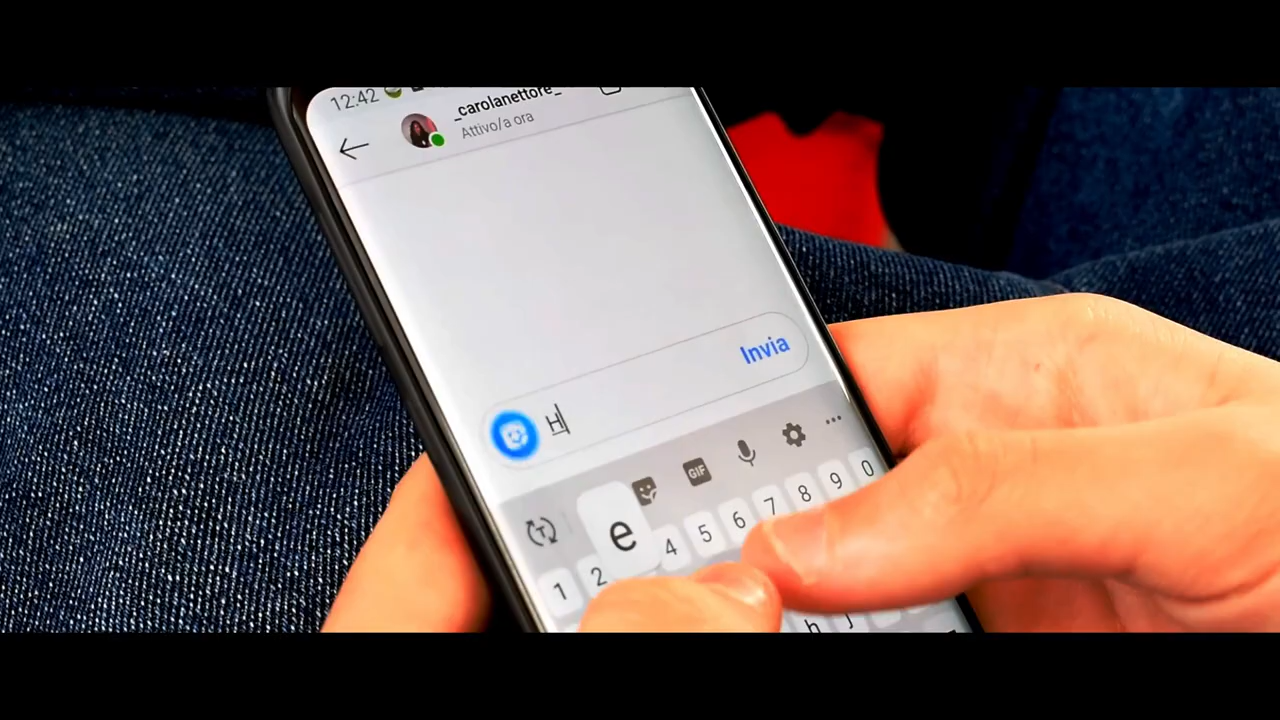 12:42
_carolanettore_
Attivo/a ora
Invia
H
GIF
T
e
1 2 4 5 6 7 8 9 0
h j